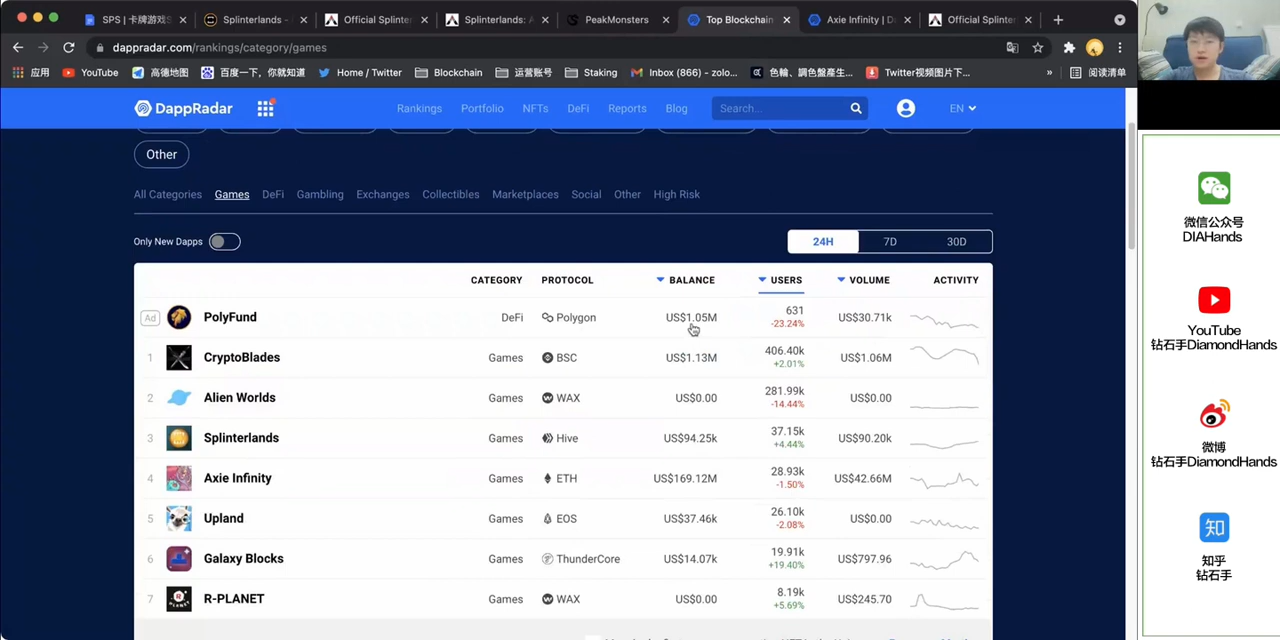 SPS | 卡牌游戏S
Splinterlands -
Official Splinter
Splinterlands: A
PeakMonsters
Top Blockchain
Axie Infinity | D
Official Splinter
dappradar.com/rankings/category/games
应用
YouTube
高德地图
百度一下，你就知道
Home / Twitter
Blockchain
运营账号
Staking
Inbox (866) - zolo...
色輪、調色盤產生...
Twitter视频图片下...
»
阅读清单
DappRadar
Rankings
Portfolio
NFTs
DeFi
Reports
Blog
Search...
EN
Other
All Categories
Games
DeFi
Gambling
Exchanges
Collectibles
Marketplaces
Social
Other
High Risk
Only New Dapps
24H
7D
30D
CATEGORY PROTOCOL BALANCE USERS VOLUME ACTIVITY
Ad PolyFund DeFi Polygon US$1.05M 631 US$30.71k
-23.24%
1 CryptoBlades Games BSC US$1.13M 406.40k US$1.06M
+2.01%
2 Alien Worlds Games WAX US$0.00 281.99k US$0.00
-14.44%
3 Splinterlands Games Hive US$94.25k 37.15k US$90.20k
+4.44%
4 Axie Infinity Games ETH US$169.12M 28.93k US$42.66M
-1.50%
5 Upland Games EOS US$37.46k 26.10k US$0.00
-2.08%
6 Galaxy Blocks Games ThunderCore US$14.07k 19.91k US$797.96
+19.40%
7 R-PLANET Games WAX US$0.00 8.19k US$245.70
+5.69%
微信公众号
DIAHands
YouTube
钻石手DiamondHands
微博
钻石手DiamondHands
知
知乎
钻石手